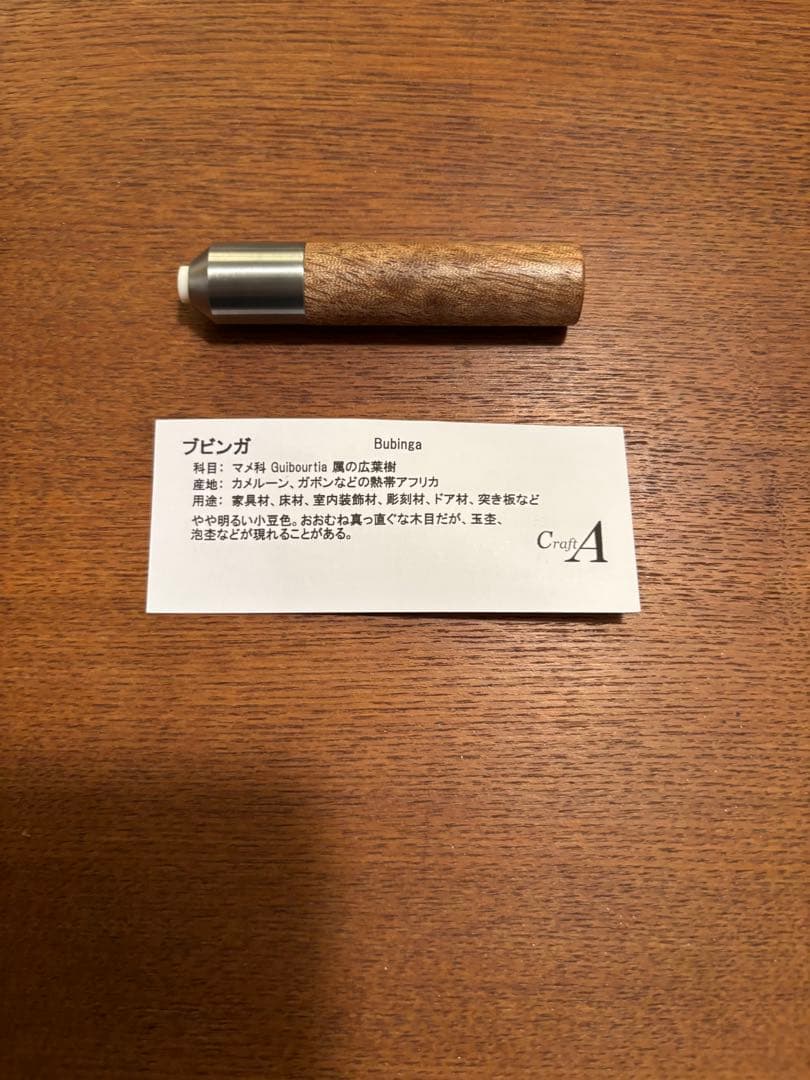 ブビンガ Bubinga
科目： マメ科 Guibourtia 属の広葉樹
産地： カメルーン、ガボンなどの熱帯アフリカ
用途： 家具材、床材、室内装飾材、彫刻材、ドア材、突き板など
やや明るい小豆色。おおむね真っ直ぐな木目だが、玉杢、
泡杢などが現れることがある。
Craft A